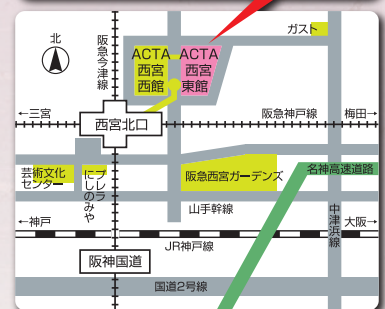 北
阪急今津線
ガスト
ACTA
西宮
西館
ACTA
西宮
東館
←三宮
西宮北口
阪急神戸線
梅田→
芸術文化
センター
プレラ
にしのみや
阪急西宮ガーデンズ
名神高速道路
山手幹線
←神戸
中津浜線
大阪→
JR神戸線
阪神国道
国道2号線